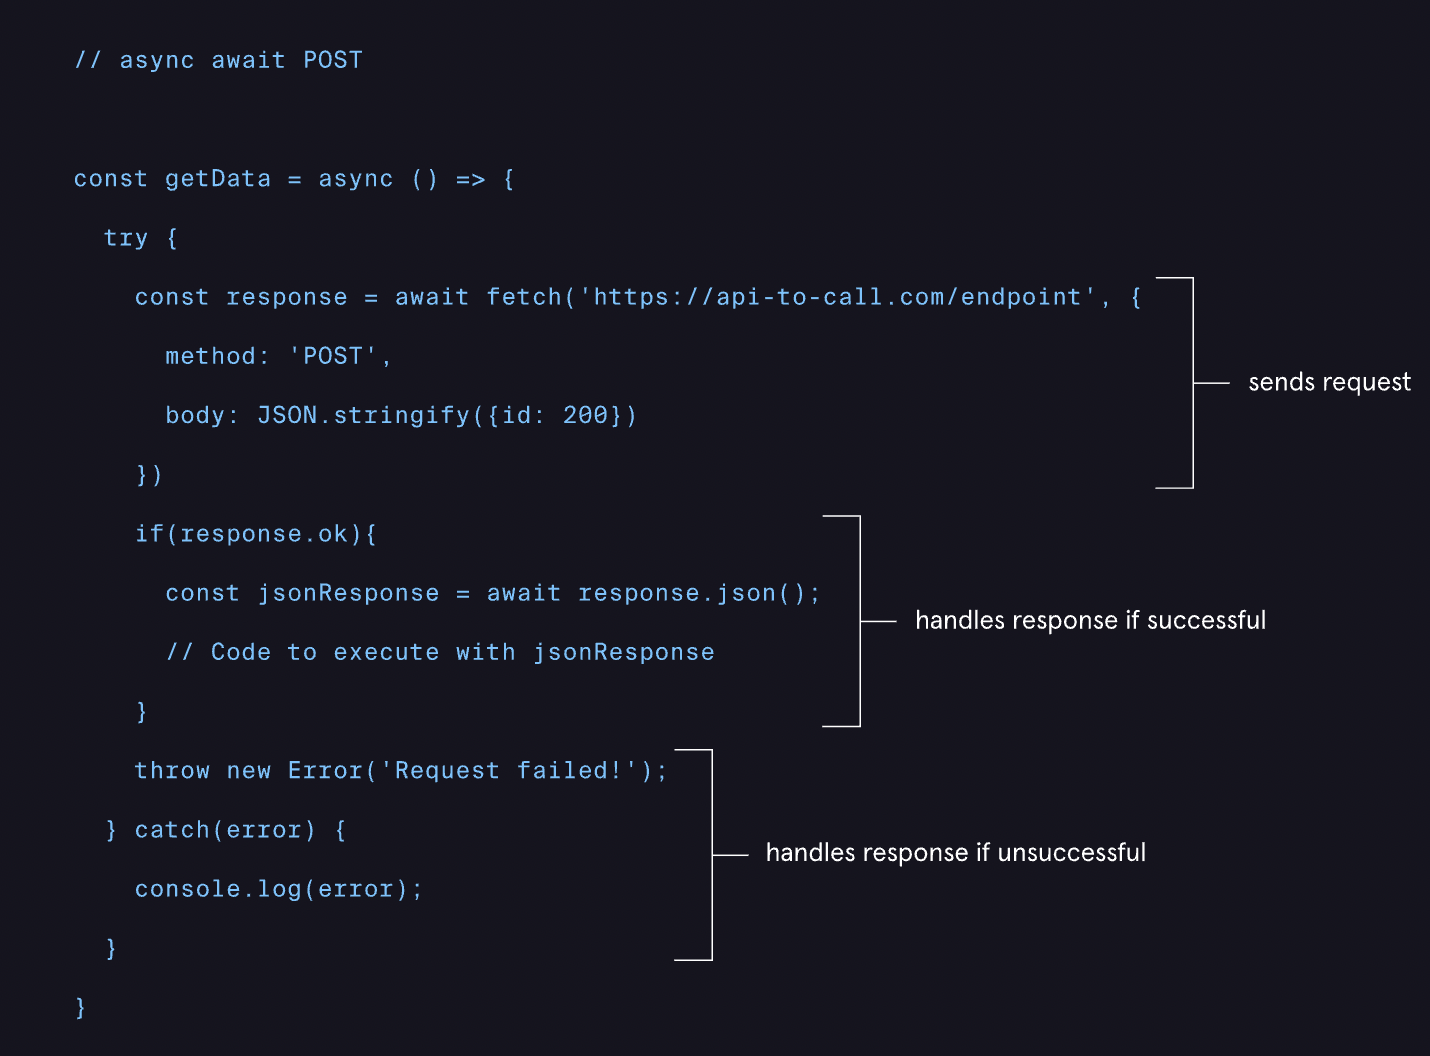 // async await POST
const getData = async () => {
try {
const response = await fetch('https://api-to-call.com/endpoint', {
method: 'POST',
body: JSON.stringify({id: 200})
})
sends request
if(response.ok){
const jsonResponse = await response.json();
// Code to execute with jsonResponse
}
handles response if successful
throw new Error('Request failed!');
} catch(error) {
console.log(error);
}
handles response if unsuccessful
}